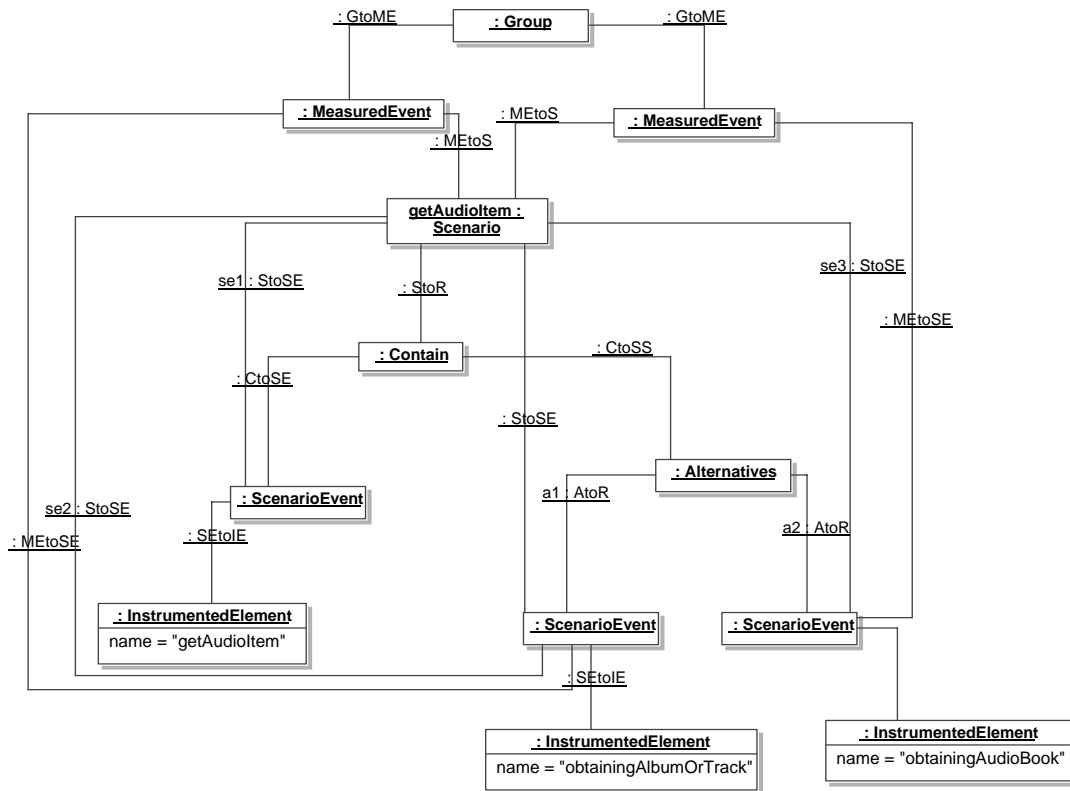 : GtoME
: Group
: GtoME
: MeasuredEvent
: MEtoS
: MeasuredEvent
: MEtoS
getAudioItem :
Scenario
se1 : StoSE
: StoR
se3 : StoSE
: MEtoSE
: Contain
: CtoSS
: CtoSE
: StoSE
: Alternatives
: ScenarioEvent
a1 : AtoR
se2 : StoSE
a2 : AtoR
: SEtoIE
: MEtoSE
: InstrumentedElement
name = "getAudioItem"
: ScenarioEvent
: ScenarioEvent
: SEtoIE
: InstrumentedElement
name = "obtainingAlbumOrTrack"
: InstrumentedElement
name = "obtainingAudioBook"